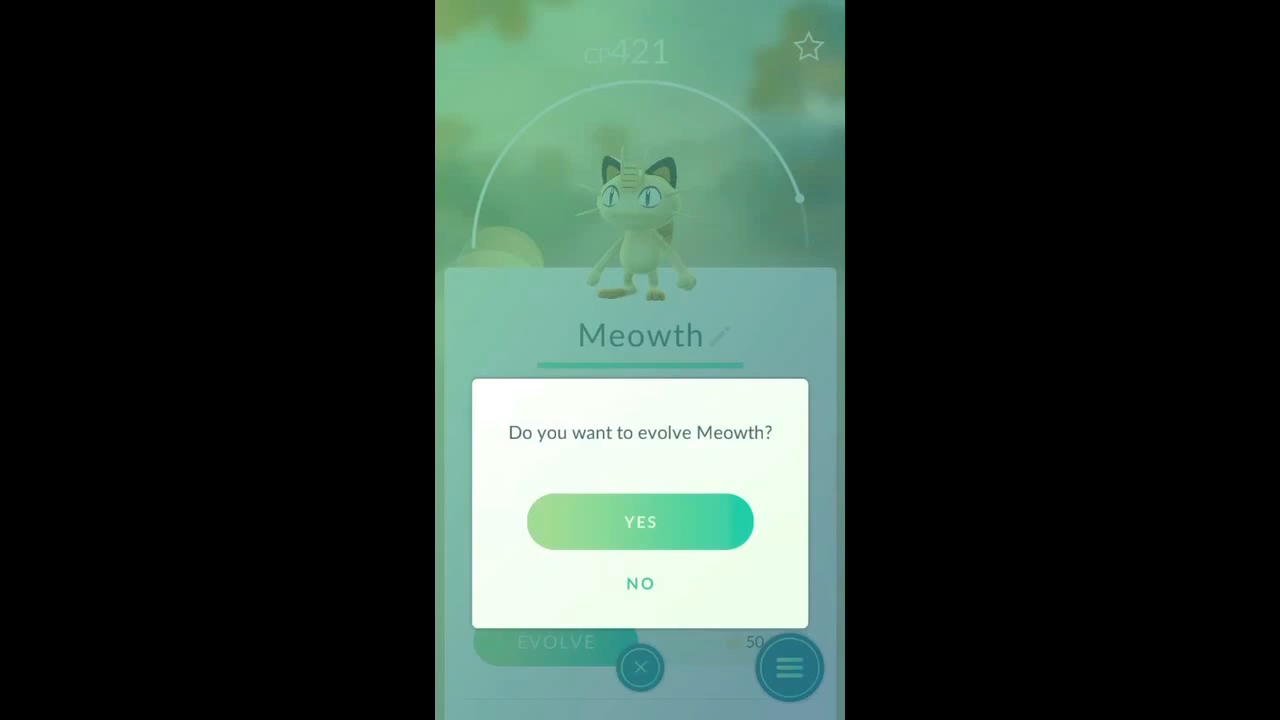 CP421
Meowth
Do you want to evolve Meowth?
YES
NO
EVOLVE
50